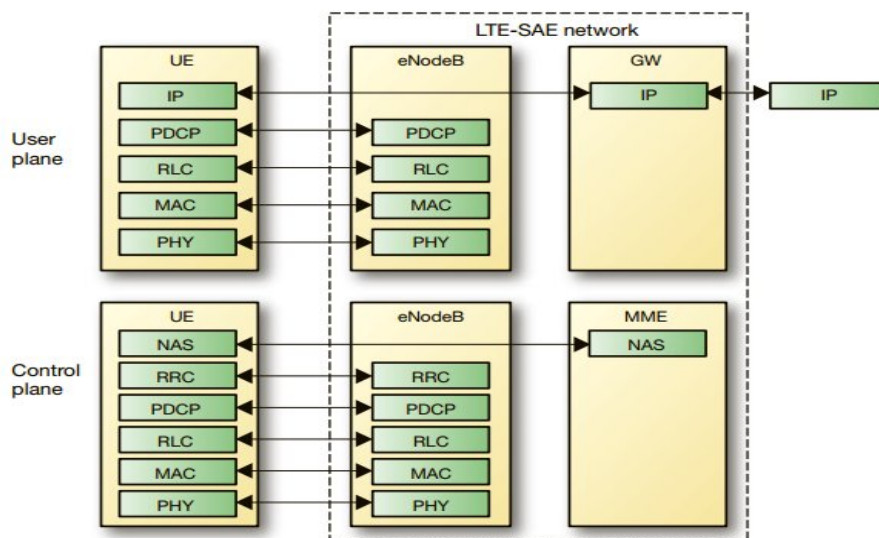 LTE-SAE network
UE eNodeB GW
IP IP IP
User
plane
PDCP PDCP
RLC RLC
MAC MAC
PHY PHY
UE eNodeB MME
NAS NAS
Control
plane
RRC RRC
PDCP PDCP
RLC RLC
MAC MAC
PHY PHY